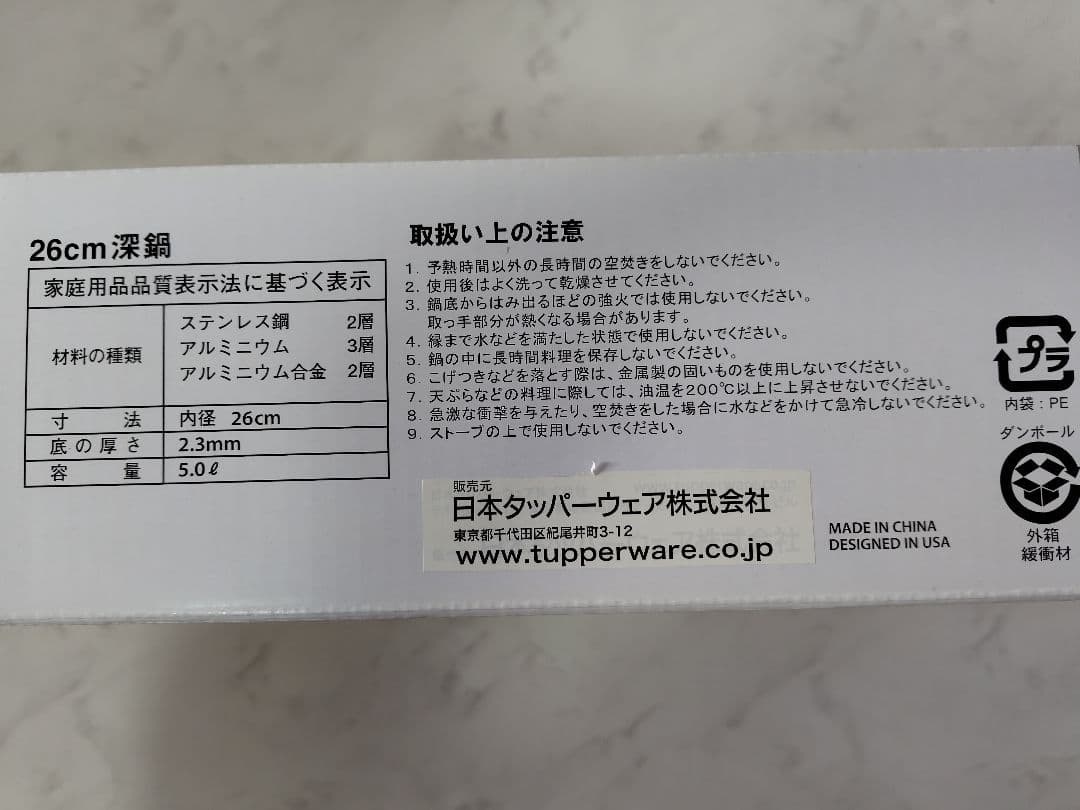 26cm深鍋
家庭用品品質表示法に基づく表示
材料の種類
ステンレス鋼 2層
アルミニウム 3層
アルミニウム合金 2層
寸法 内径 26cm
底の厚さ 2.3mm
容量 5.0ℓ
取扱い上の注意
1. 予熱時間以外の長時間の空焚きをしないでください。
2. 使用後はよく洗って乾燥させてください。
3. 鍋底からはみ出るほどの強火では使用しないでください。
取っ手部分が熱くなる場合があります。
4. 縁まで水などを満たした状態で使用しないでください。
5. 鍋の中に長時間料理を保存しないでください。
6. こげつきなどを落とす際は、金属製の固いものを使用しないでください。
7. 天ぷらなどの料理に際しては、油温を200℃以上に上昇させないでください。
8. 急激な衝撃を与えたり、空焚きをした場合に水などをかけて急冷しないでください。
9. ストーブの上で使用しないでください。
販売元
日本タッパーウェア株式会社
東京都千代田区紀尾井町3-12
www.tupperware.co.jp
MADE IN CHINA
DESIGNED IN USA
プラ
内袋：PE
ダンボール
外箱
緩衝材